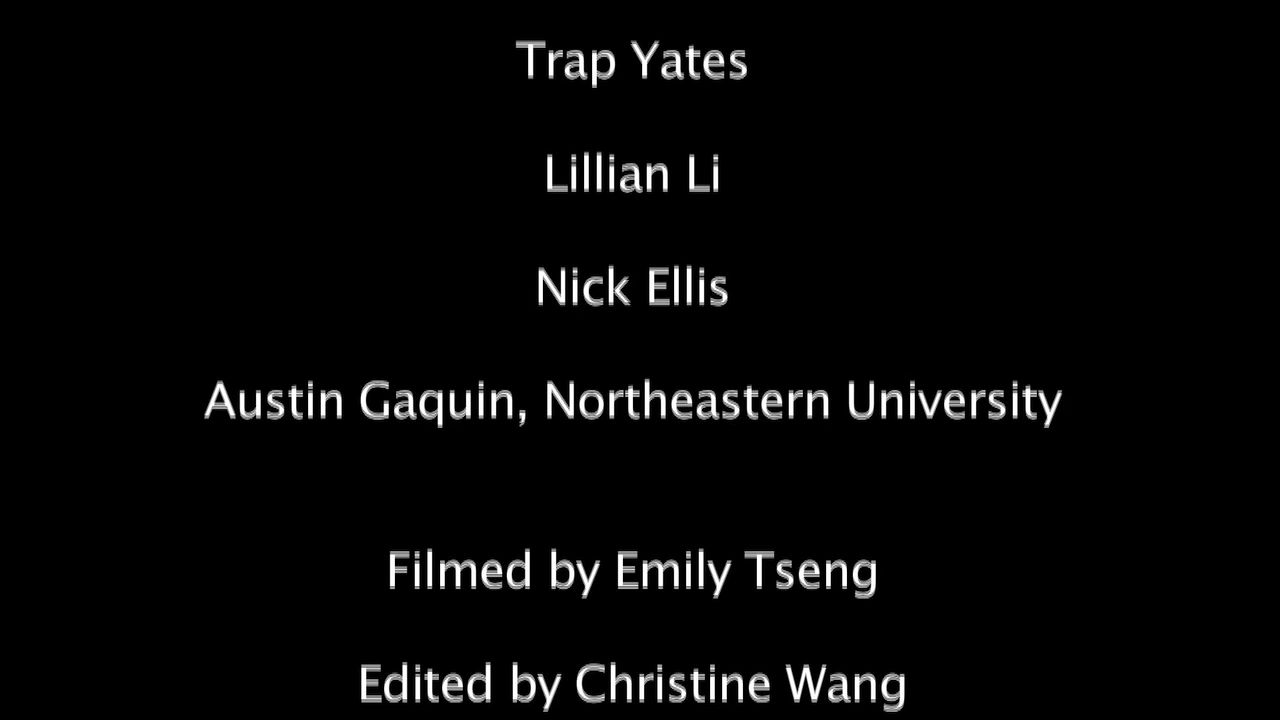 Trap Yates
Lillian Li
Nick Ellis
Austin Gaquin, Northeastern University
Filmed by Emily Tseng
Edited by Christine Wang